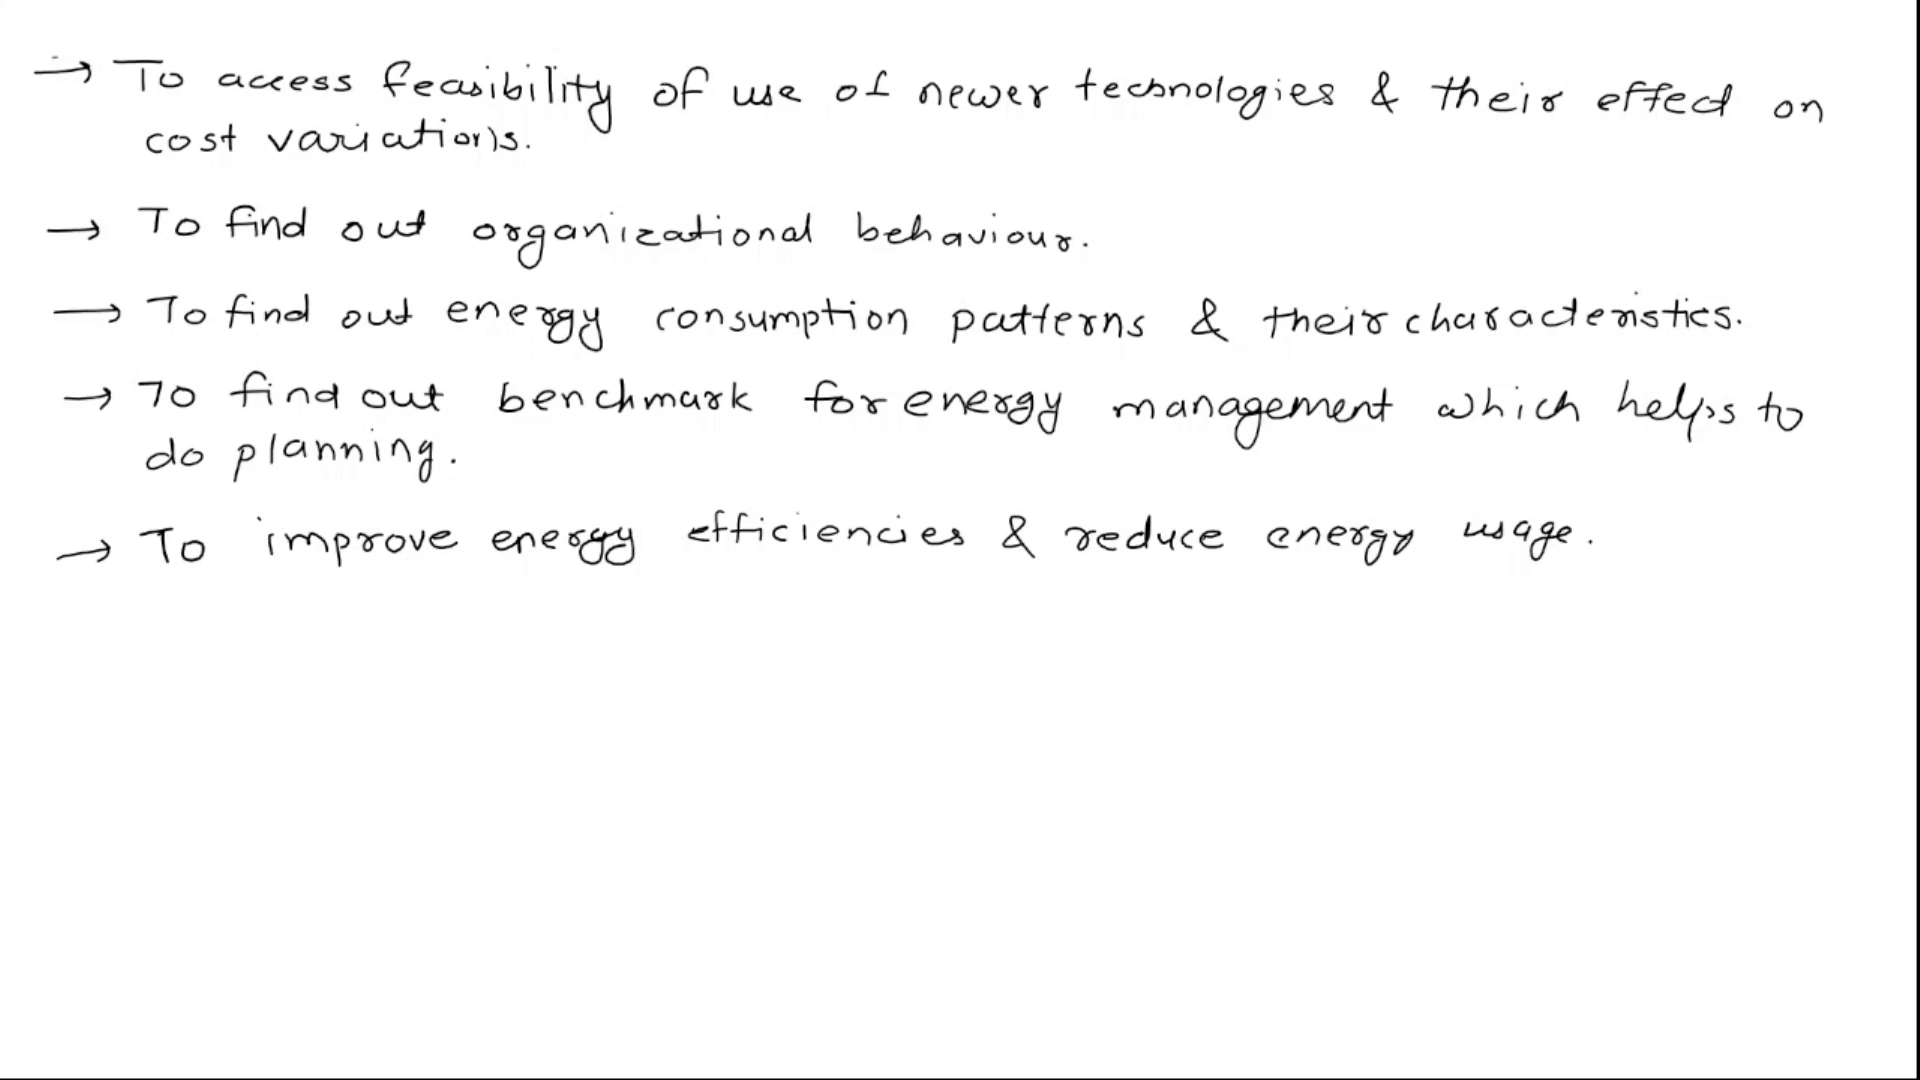 → To access feasibility of use of newer technologies & their effect on
cost variations.
→ To find out organizational behaviour.
→ To find out energy consumption patterns & their characteristics.
→ To find out benchmark for energy management which helps to
do planning.
→ To improve energy efficiencies & reduce energy usage.